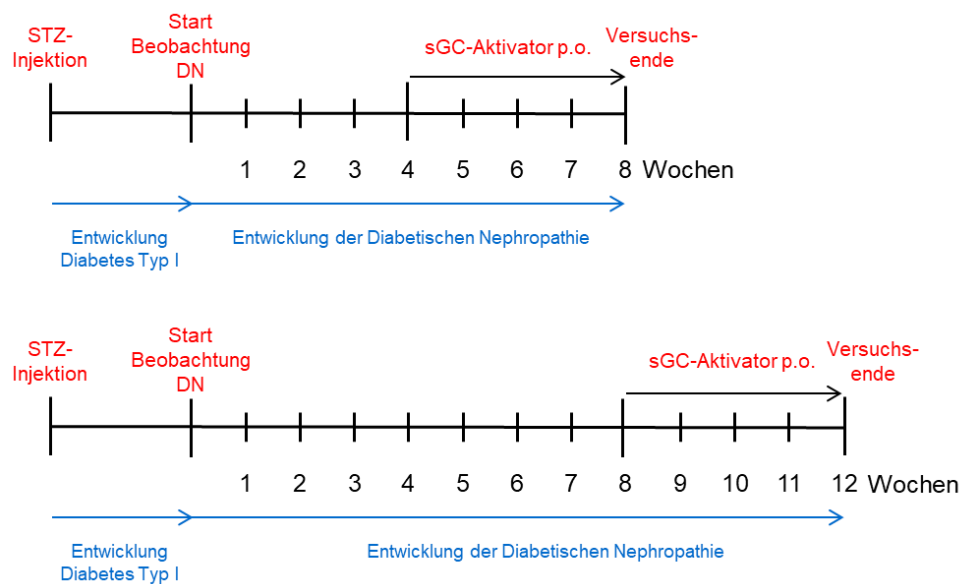 STZ-
Injektion
Start
Beobachtung
DN
sGC-Aktivator p.o.
Versuchs-
ende
1 2 3 4 5 6 7 8 Wochen
Entwicklung
Diabetes Typ I
Entwicklung der Diabetischen Nephropathie
STZ-
Injektion
Start
Beobachtung
DN
sGC-Aktivator p.o.
Versuchs-
ende
1 2 3 4 5 6 7 8 9 10 11 12 Wochen
Entwicklung
Diabetes Typ I
Entwicklung der Diabetischen Nephropathie